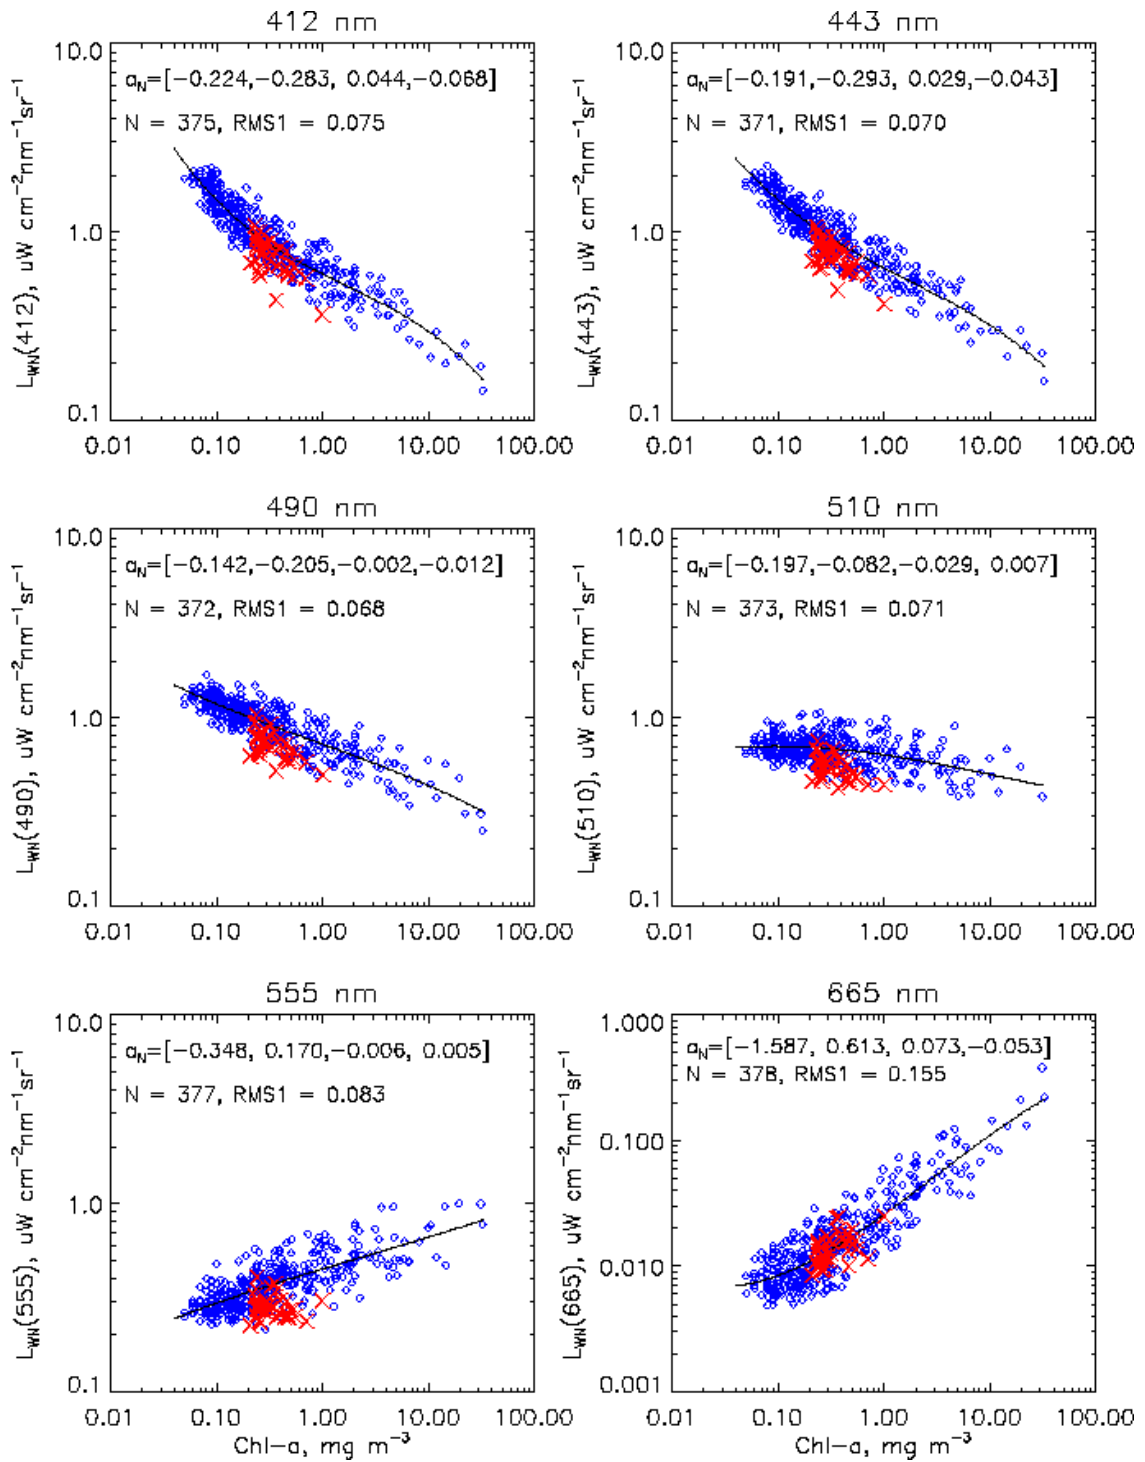 412 nm
10.0
a_N=[−0.224,−0.283, 0.044,−0.068]
N = 375, RMS1 = 0.075
1.0
0.1
L_WN(412), uW cm⁻²nm⁻¹sr⁻¹
0.01 0.10 1.00 10.00 100.00
443 nm
10.0
a_N=[−0.191,−0.293, 0.029,−0.043]
N = 371, RMS1 = 0.070
1.0
0.1
L_WN(443), uW cm⁻²nm⁻¹sr⁻¹
0.01 0.10 1.00 10.00 100.00
490 nm
10.0
a_N=[−0.142,−0.205,−0.002,−0.012]
N = 372, RMS1 = 0.068
1.0
0.1
L_WN(490), uW cm⁻²nm⁻¹sr⁻¹
0.01 0.10 1.00 10.00 100.00
510 nm
10.0
a_N=[−0.197,−0.082,−0.029, 0.007]
N = 373, RMS1 = 0.071
1.0
0.1
L_WN(510), uW cm⁻²nm⁻¹sr⁻¹
0.01 0.10 1.00 10.00 100.00
555 nm
10.0
a_N=[−0.348, 0.170,−0.006, 0.005]
N = 377, RMS1 = 0.083
1.0
0.1
L_WN(555), uW cm⁻²nm⁻¹sr⁻¹
0.01 0.10 1.00 10.00 100.00
Chl−a, mg m⁻³
665 nm
1.000
a_N=[−1.587, 0.613, 0.073,−0.053]
N = 378, RMS1 = 0.155
0.100
0.010
0.001
L_WN(665), uW cm⁻²nm⁻¹sr⁻¹
0.01 0.10 1.00 10.00 100.00
Chl−a, mg m⁻³